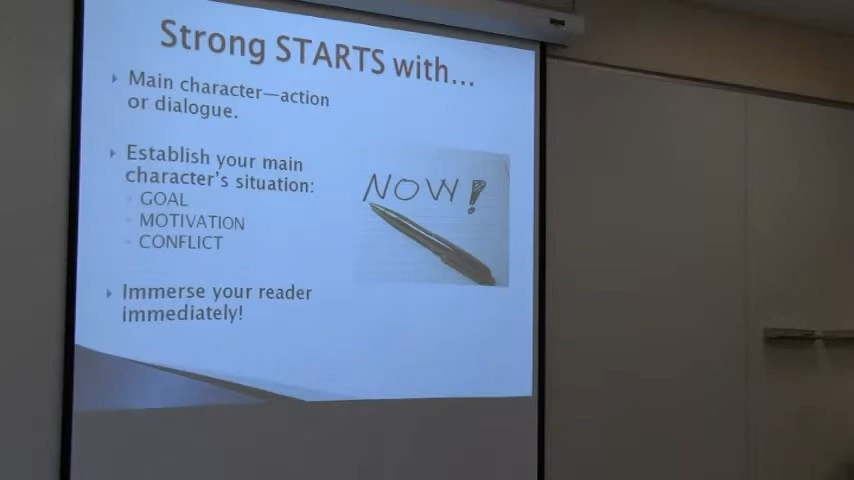 Strong STARTS with...
Main character—action
or dialogue.
Establish your main
character's situation:
GOAL
MOTIVATION
CONFLICT
NOW!
Immerse your reader
immediately!